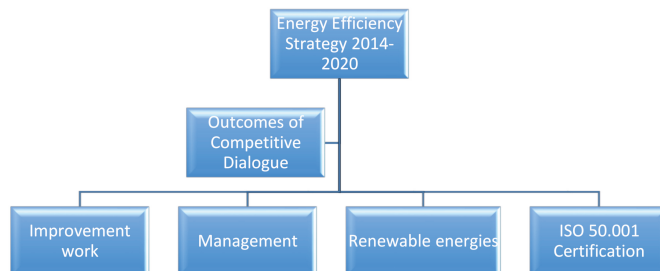 Energy Efficiency
Strategy 2014-
2020
Outcomes of
Competitive
Dialogue
Improvement
work
Management
Renewable energies
ISO 50.001
Certification